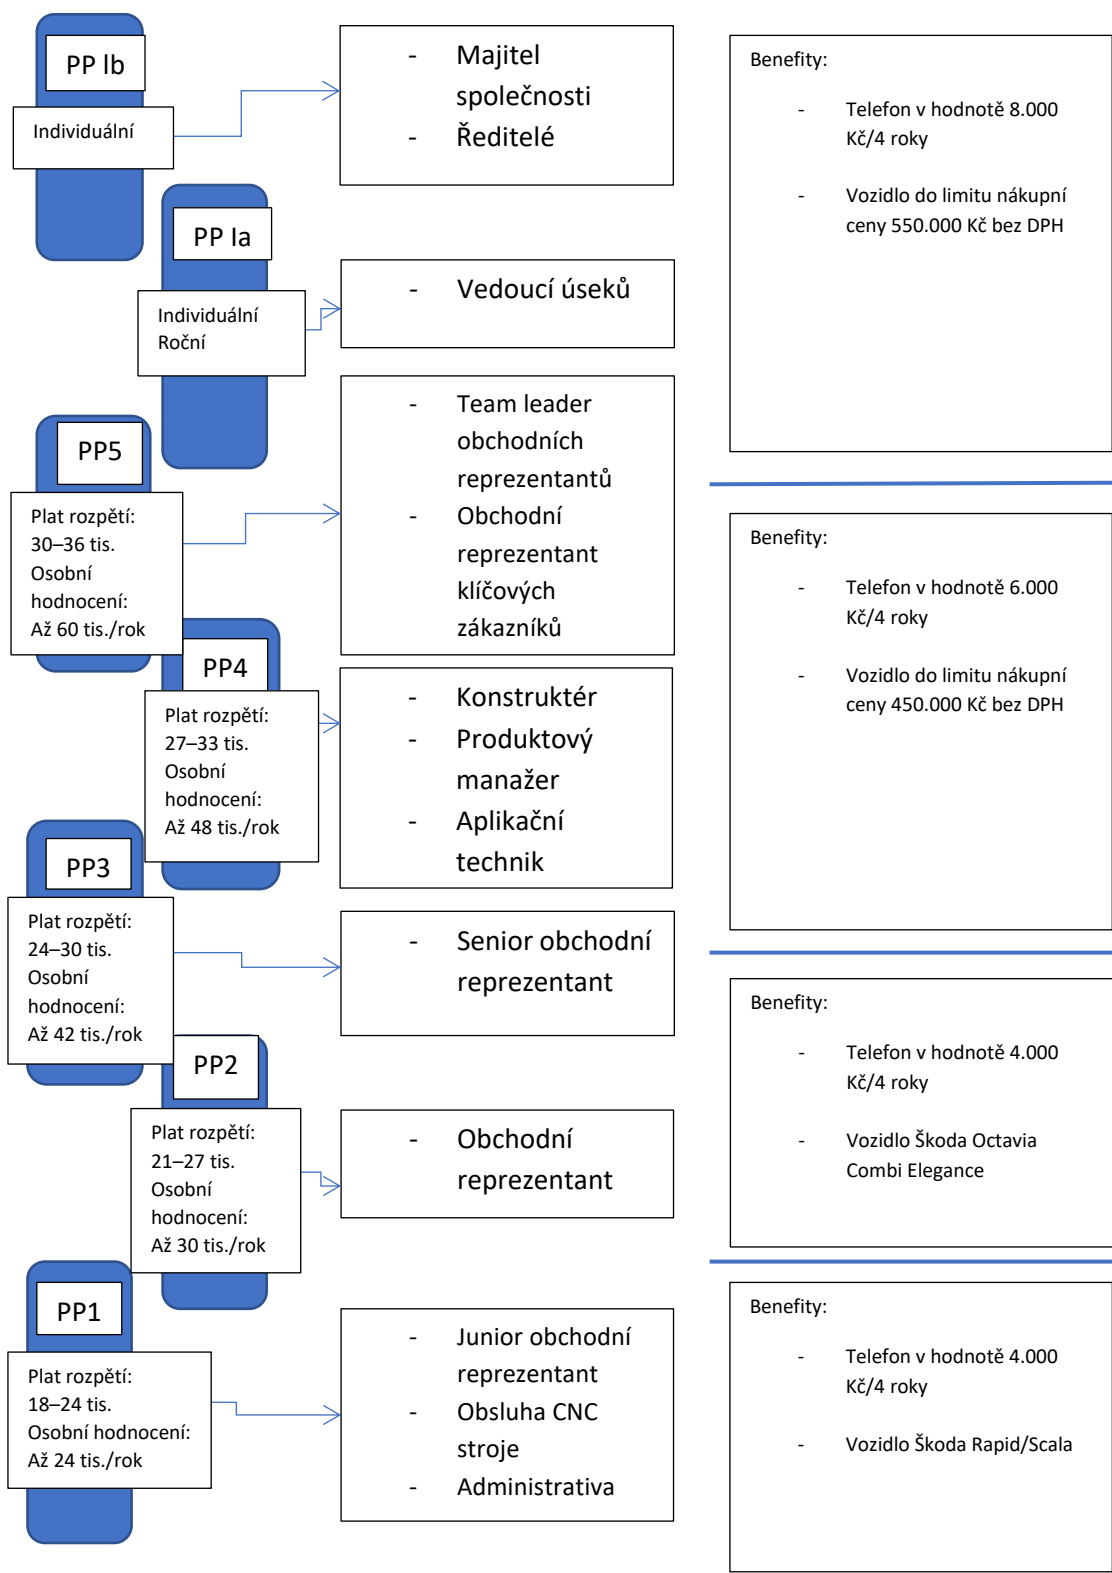 PP Ib
Individuální
- Majitel
společnosti
- Ředitelé
PP Ia
Individuální
Roční
- Vedoucí úseků
Benefity:
- Telefon v hodnotě 8.000
Kč/4 roky
- Vozidlo do limitu nákupní
ceny 550.000 Kč bez DPH
PP5
Plat rozpětí:
30–36 tis.
Osobní
hodnocení:
Až 60 tis./rok
- Team leader
obchodních
reprezentantů
- Obchodní
reprezentant
klíčových
zákazníků
PP4
Plat rozpětí:
27–33 tis.
Osobní
hodnocení:
Až 48 tis./rok
- Konstruktér
- Produktový
manažer
- Aplikační
technik
Benefity:
- Telefon v hodnotě 6.000
Kč/4 roky
- Vozidlo do limitu nákupní
ceny 450.000 Kč bez DPH
PP3
Plat rozpětí:
24–30 tis.
Osobní
hodnocení:
Až 42 tis./rok
- Senior obchodní
reprezentant
PP2
Plat rozpětí:
21–27 tis.
Osobní
hodnocení:
Až 30 tis./rok
- Obchodní
reprezentant
Benefity:
- Telefon v hodnotě 4.000
Kč/4 roky
- Vozidlo Škoda Octavia
Combi Elegance
PP1
Plat rozpětí:
18–24 tis.
Osobní hodnocení:
Až 24 tis./rok
- Junior obchodní
reprezentant
- Obsluha CNC
stroje
- Administrativa
Benefity:
- Telefon v hodnotě 4.000
Kč/4 roky
- Vozidlo Škoda Rapid/Scala